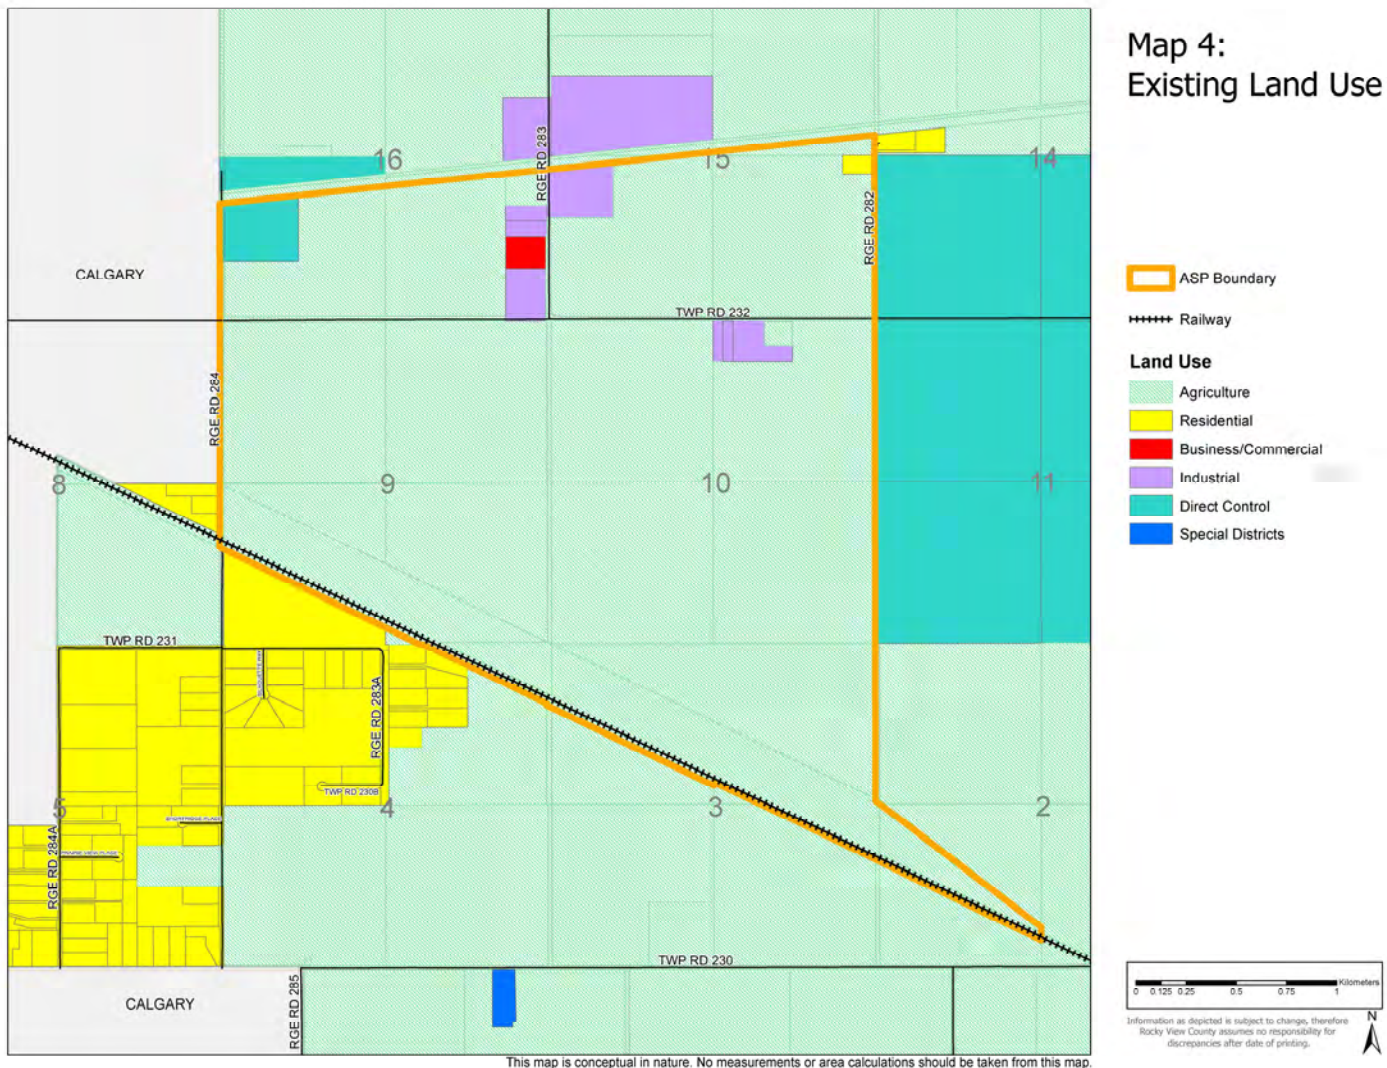 Map 4:
Existing Land Use
16
15
14
RGE RD 283
RGE RD 282
CALGARY
TWP RD 232
RGE RD 284
8
9
10
11
TWP RD 231
RGE RD 283A
TWP RD 230B
5
4
3
2
RGE RD 284A
TWP RD 230
CALGARY
RGE RD 285
ASP Boundary
Railway
Land Use
Agriculture
Residential
Business/Commercial
Industrial
Direct Control
Special Districts
Kilometers
0 0.125 0.25 0.5 0.75 1
Information as depicted is subject to change, therefore
Rocky View County assumes no responsibility for
discrepancies after date of printing.
N
This map is conceptual in nature. No measurements or area calculations should be taken from this map.